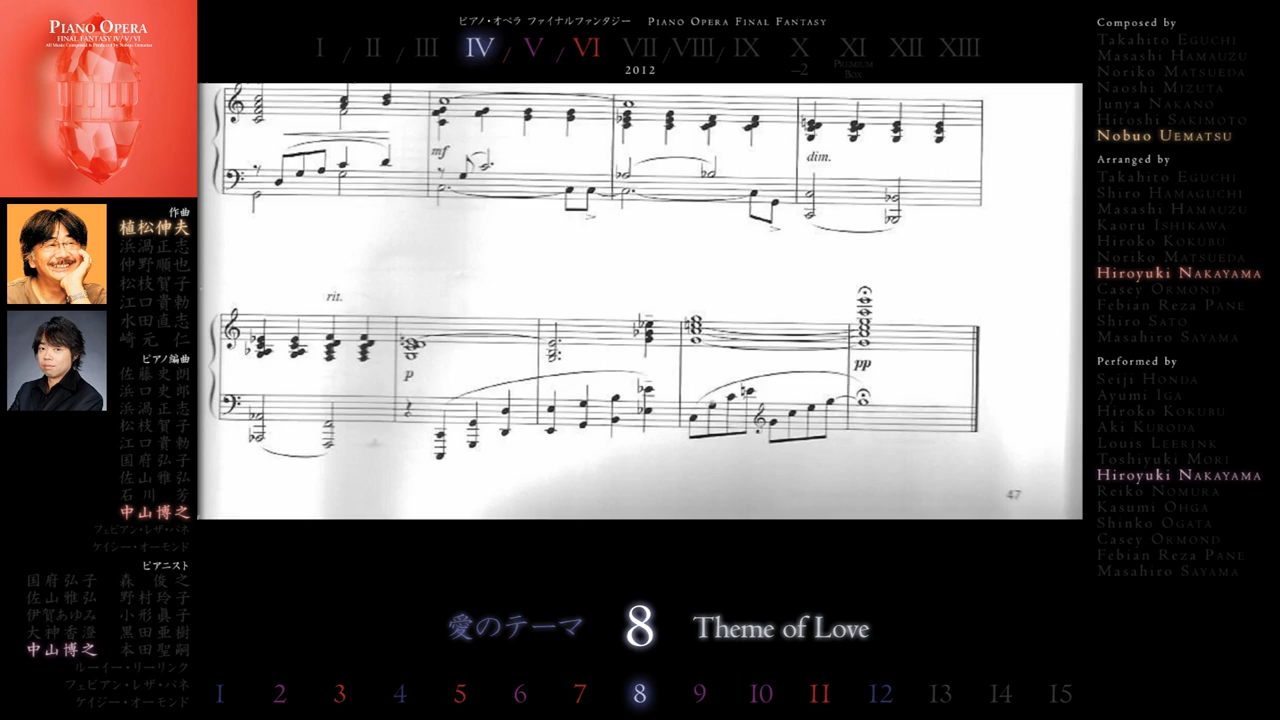 PIANO OPERA
FINAL FANTASY IV/V/VI
All Music Composed & Produced by Nobuo Uematsu
ピアノ・オペラ ファイナルファンタジー PIANO OPERA FINAL FANTASY
I / II / III IV / V / VI VII / VIII / IX X XI XII XIII
2012
-2
PREMIUM
BOX
作曲
植松伸夫
浜渦正志
仲野順也
松枝賀子
江口貴勅
水田直志
崎元 仁
ピアノ編曲
佐藤史朗
浜口史郎
浜渦正志
松枝賀子
江口貴勅
国府弘子
佐山雅弘
石川 芳
中山博之
フェビアン・レザ・パネ
ケイシー・オーモンド
ピアニスト
国府弘子 森 俊之
佐山雅弘 野村玲子
伊賀あゆみ 小形眞子
大神香澄 黒田亜樹
中山博之 本田聖嗣
ルーイー・リーリンク
フェビアン・レザ・パネ
ケイジー・オーモンド
mf
dim.
rit.
p
pp
47
Composed by
Takahito EGUCHI
Masashi HAMAUZU
Noriko MATSUEDA
Naoshi MIZUTA
Junya NAKANO
Hitoshi SAKIMOTO
Nobuo UEMATSU
Arranged by
Takahito EGUCHI
Shiro HAMAGUCHI
Masashi HAMAUZU
Kaoru ISHIKAWA
Hiroko KOKUBU
Noriko MATSUEDA
Hiroyuki NAKAYAMA
Casey ORMOND
Febian Reza PANE
Shiro SATO
Masahiro SAYAMA
Performed by
Seiji HONDA
Ayumi IGA
Hiroko KOKUBU
Aki KURODA
Louis LEERINK
Toshiyuki MORI
Hiroyuki NAKAYAMA
Reiko NOMURA
Kasumi OHGA
Shinko OGATA
Casey ORMOND
Febian Reza PANE
Masahiro SAYAMA
愛のテーマ 8 Theme of Love
1 2 3 4 5 6 7 8 9 10 11 12 13 14 15